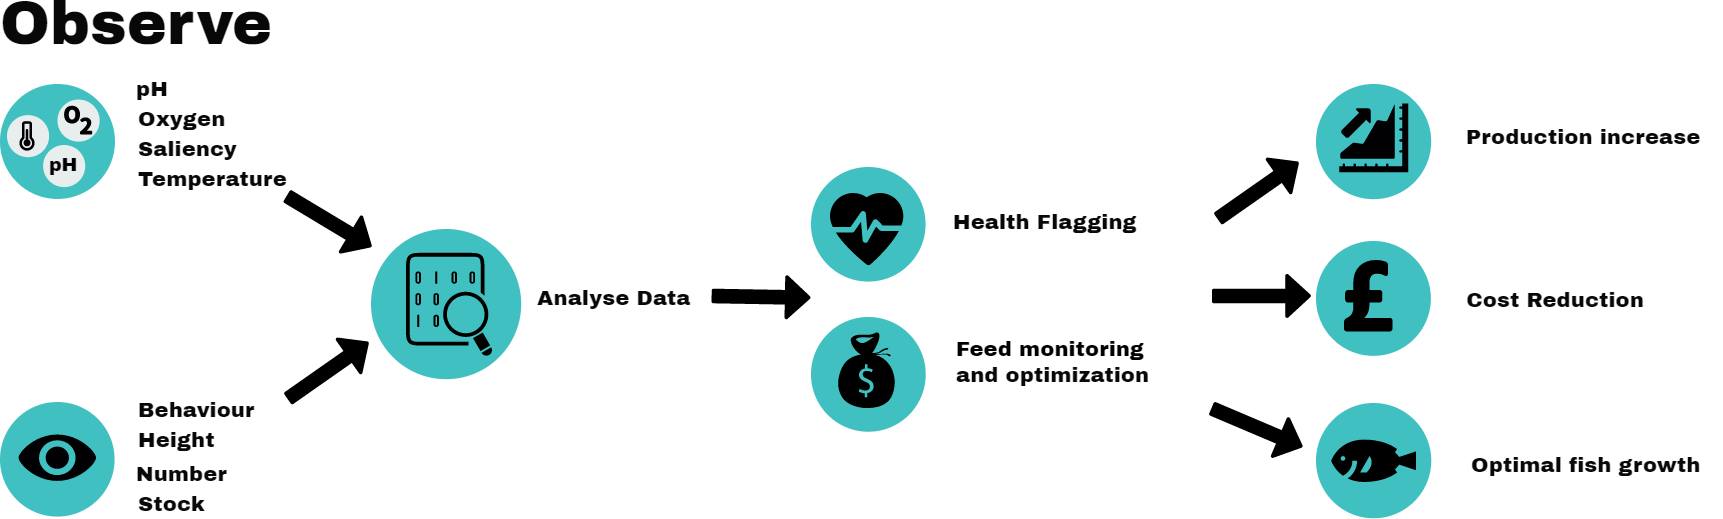 Observe
O2
pH
pH
Oxygen
Saliency
Temperature
Behaviour
Height
Number
Stock
0 1 0 0
0 0
1 0
Analyse Data
Health Flagging
$
Feed monitoring
and optimization
Production increase
£
Cost Reduction
Optimal fish growth